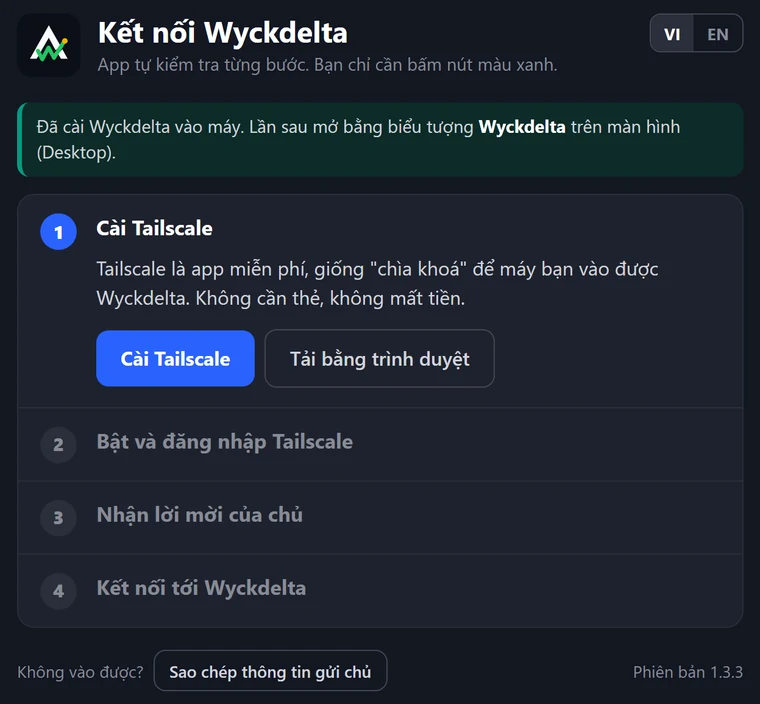 Kết nối Wyckdelta
App tự kiểm tra từng bước. Bạn chỉ cần bấm nút màu xanh.
VI
EN
Đã cài Wyckdelta vào máy. Lần sau mở bằng biểu tượng Wyckdelta trên màn hình
(Desktop).
1
Cài Tailscale
Tailscale là app miễn phí, giống "chìa khoá" để máy bạn vào được
Wyckdelta. Không cần thẻ, không mất tiền.
Cài Tailscale
Tải bằng trình duyệt
2
Bật và đăng nhập Tailscale
3
Nhận lời mời của chủ
4
Kết nối tới Wyckdelta
Không vào được?
Sao chép thông tin gửi chủ
Phiên bản 1.3.3